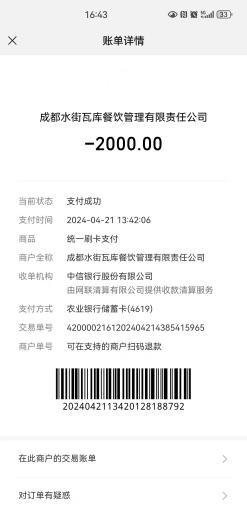 16:43
33
账单详情
成都水街瓦库餐饮管理有限责任公司
-2000.00
当前状态 支付成功
支付时间 2024-04-21 13:42:06
商品 统一刷卡支付
商户全称 成都水街瓦库餐饮管理有限责任公司
收单机构 中信银行股份有限公司
由网联清算有限公司提供收款清算服务
支付方式 农业银行储蓄卡(4619)
交易单号 4200002161202404214385415965
商户单号 可在支持的商户扫码退款
2024042113420128188792
在此商户的交易账单
对订单有疑惑